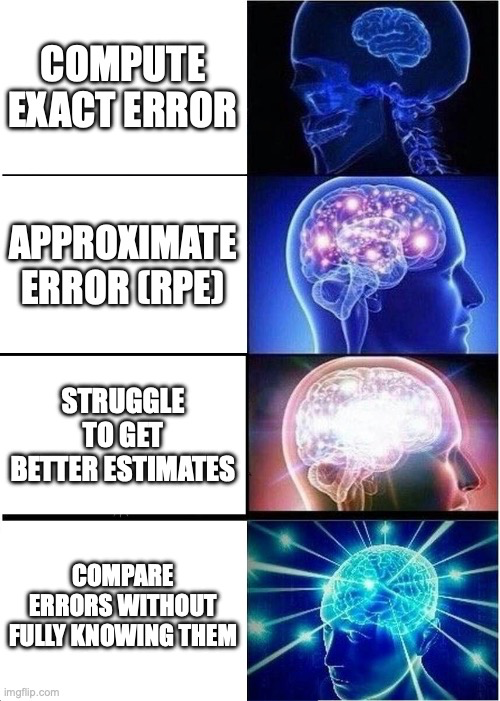 COMPUTE
EXACT ERROR
APPROXIMATE
ERROR (RPE)
STRUGGLE
TO GET
BETTER ESTIMATES
COMPARE
ERRORS WITHOUT
FULLY KNOWING THEM
imgflip.com